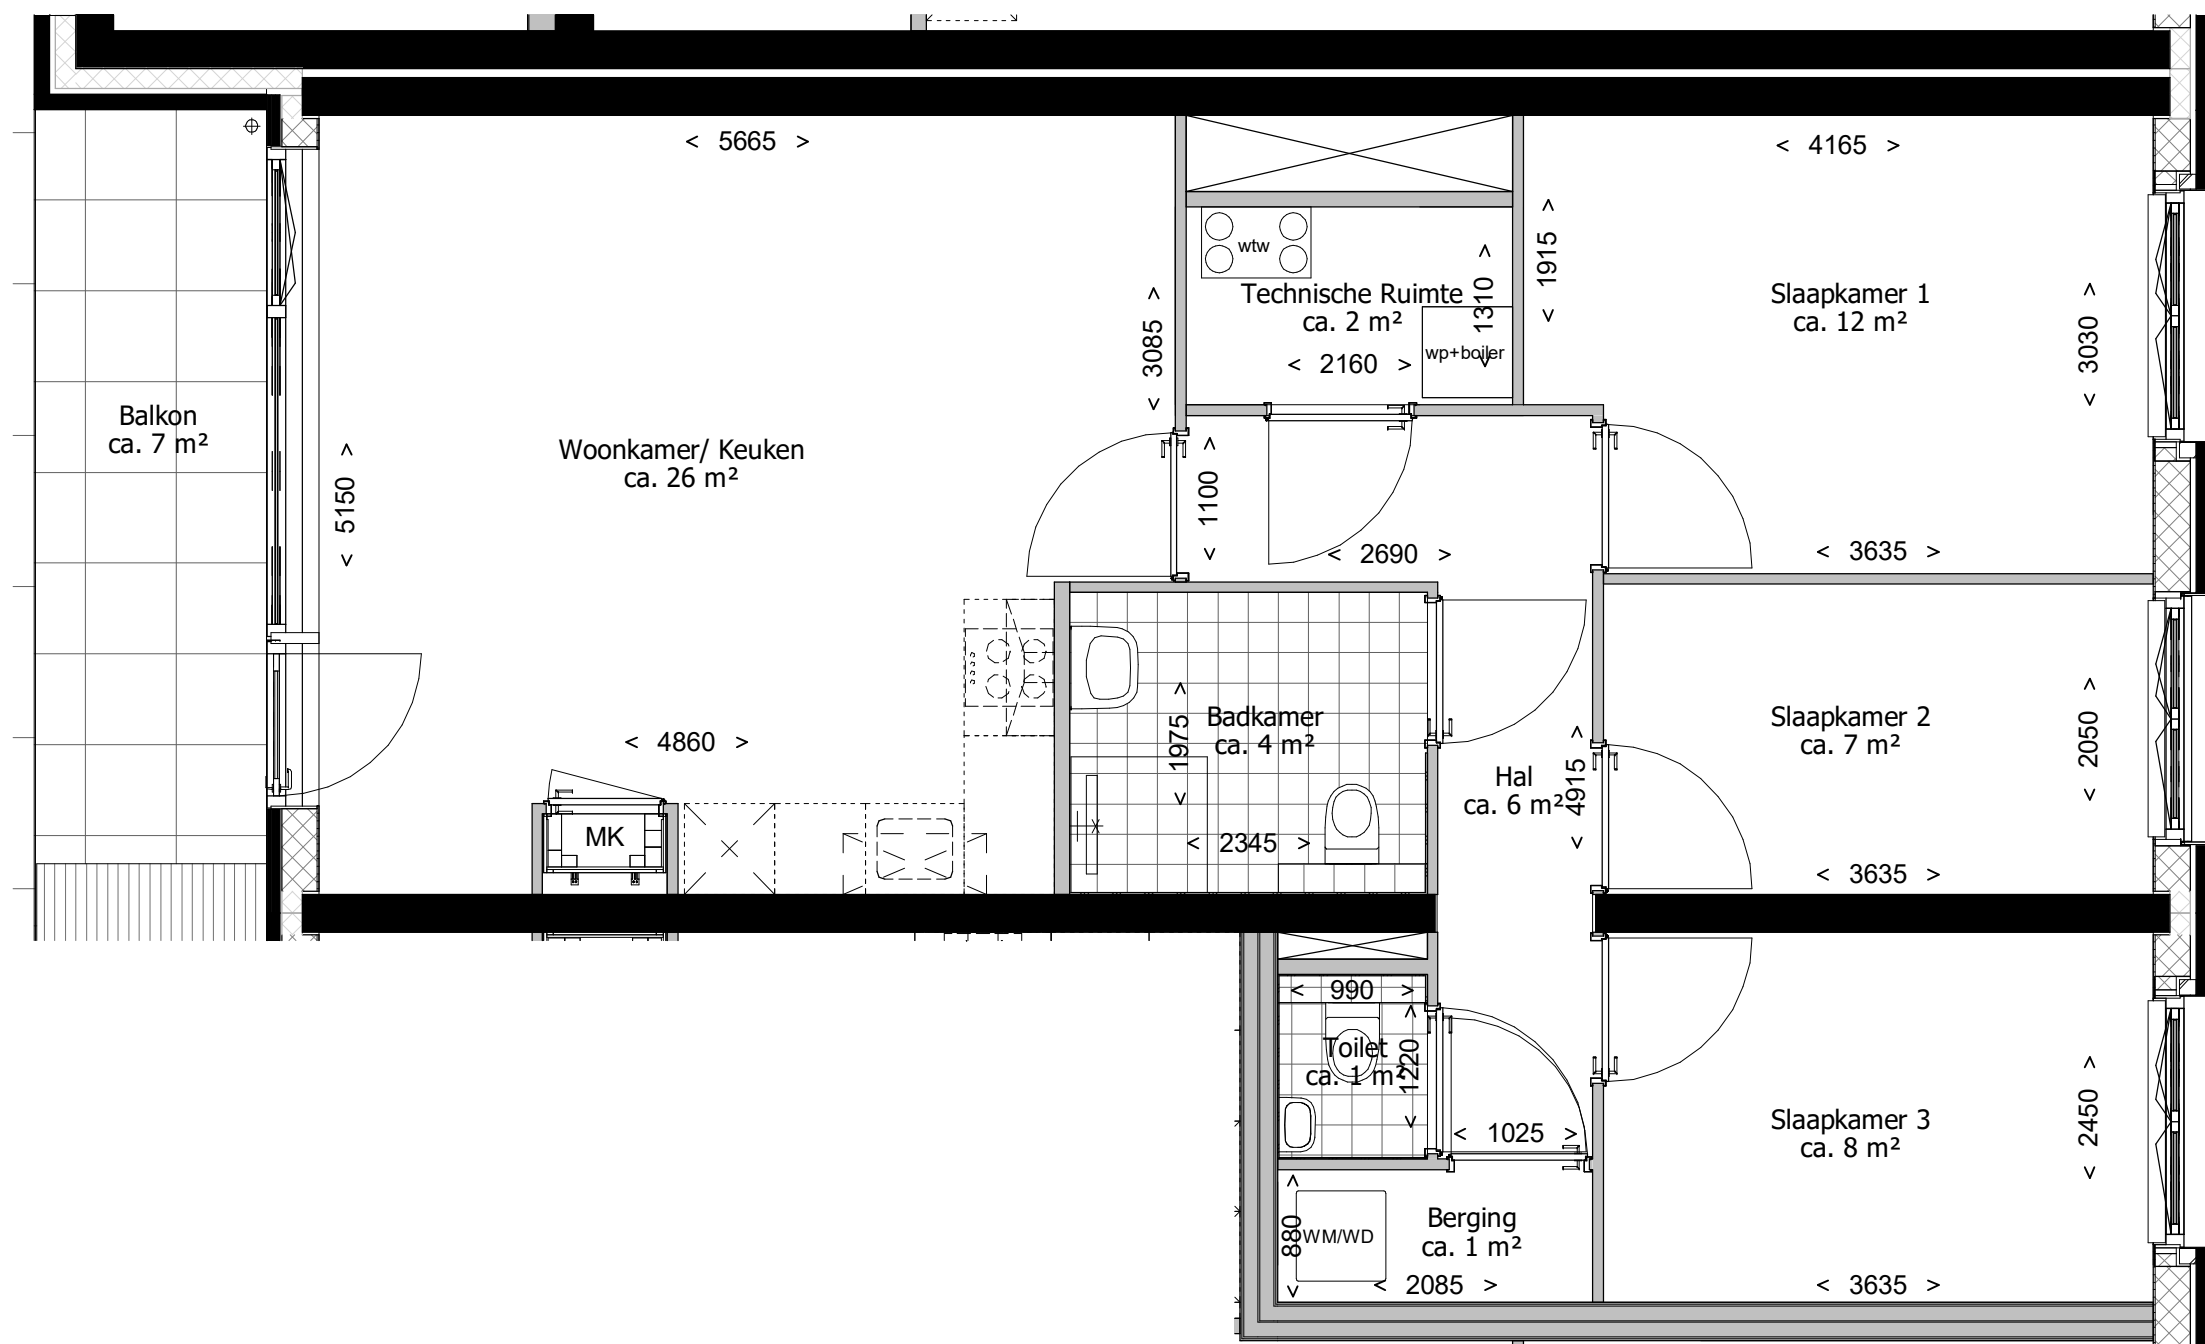 < 5665 >
< 4165 >
wtw
< 1915 >
< 1310 >
Technische Ruimte
ca. 2 m²
< 2160 >
wp+boiler
< 3085 >
Slaapkamer 1
ca. 12 m²
< 3030 >
Balkon
ca. 7 m²
Woonkamer/ Keuken
ca. 26 m²
< 5150 >
< 1100 >
< 2690 >
< 3635 >
< 4860 >
Badkamer
ca. 4 m²
< 1975 >
< 2345 >
Hal
ca. 6 m²
< 4915 >
Slaapkamer 2
ca. 7 m²
< 2050 >
< 3635 >
MK
< 990 >
Toilet
ca. 1 m²
< 1220 >
< 1025 >
Slaapkamer 3
ca. 8 m²
< 2450 >
< 880 >
WM/WD
Berging
ca. 1 m²
< 2085 >
< 3635 >